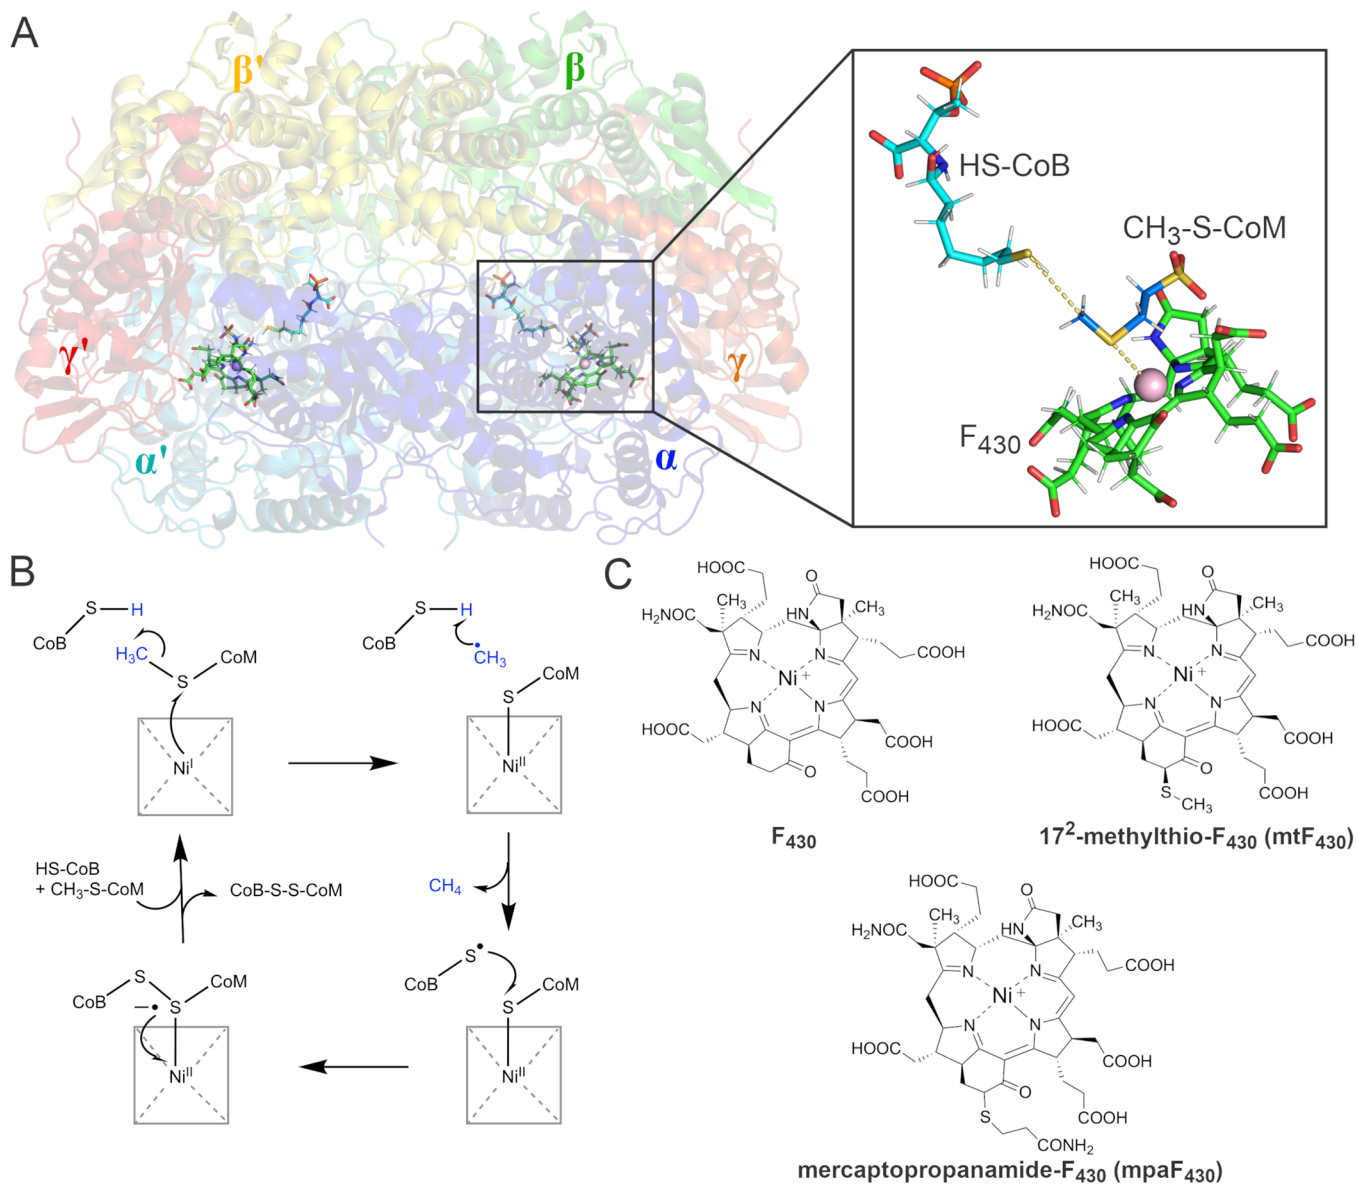 A
β'
β
γ'
γ
α'
α
HS-CoB
CH₃-S-CoM
F₄₃₀
B
S
H
CoB
H₃C
CoM
S
Niᴵ
S
H
CoB
•
CH₃
CoM
S
Niᴵᴵ
HS-CoB
+ CH₃-S-CoM
CoB-S-S-CoM
CH₄
S
CoM
CoB
S
–•
Niᴵᴵ
S•
CoB
CoM
S
Niᴵᴵ
C
HOOC
O
H₂NOC
CH₃
HN
CH₃
N
N
COOH
Ni
+
N
N
HOOC
COOH
O
COOH
F₄₃₀
HOOC
O
H₂NOC
CH₃
HN
CH₃
N
N
COOH
Ni
+
N
N
HOOC
COOH
O
S
CH₃
COOH
17²-methylthio-F₄₃₀ (mtF₄₃₀)
HOOC
O
H₂NOC
CH₃
HN
CH₃
N
N
COOH
Ni
+
N
N
HOOC
COOH
O
S
COOH
CONH₂
mercaptopropanamide-F₄₃₀ (mpaF₄₃₀)